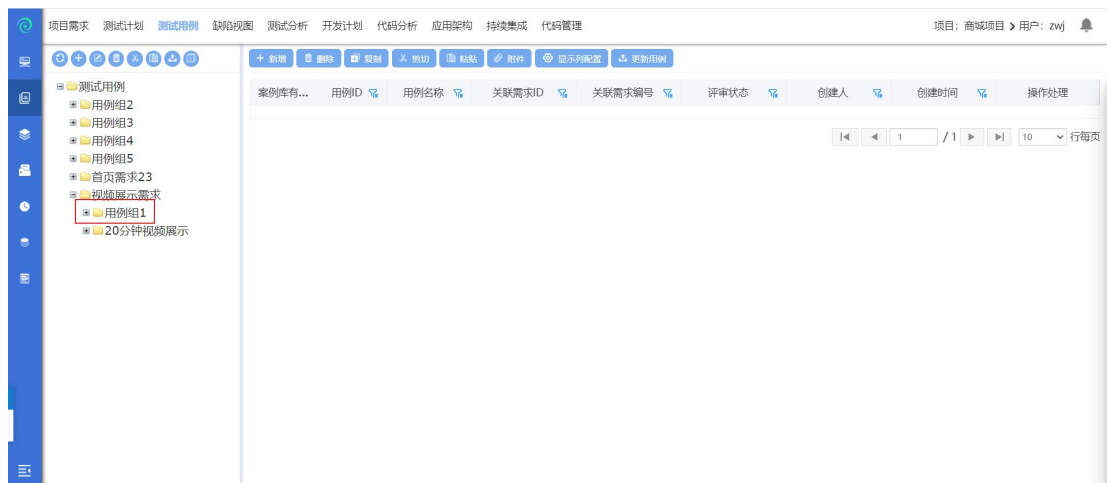 项目需求 测试计划 测试用例 缺陷视图 测试分析 开发计划 代码分析 应用架构 持续集成 代码管理 项目：商城项目 用户：zwj
新增 删除 复制 剪切 粘贴 附件 显示列配置 更新用例
测试用例
用例组2
用例组3
用例组4
用例组5
首页需求23
视频展示需求
用例组1
20分钟视频展示
案例库有... 用例ID 用例名称 关联需求ID 关联需求编号 评审状态 创建人 创建时间 操作处理
1 / 1 10 行每页